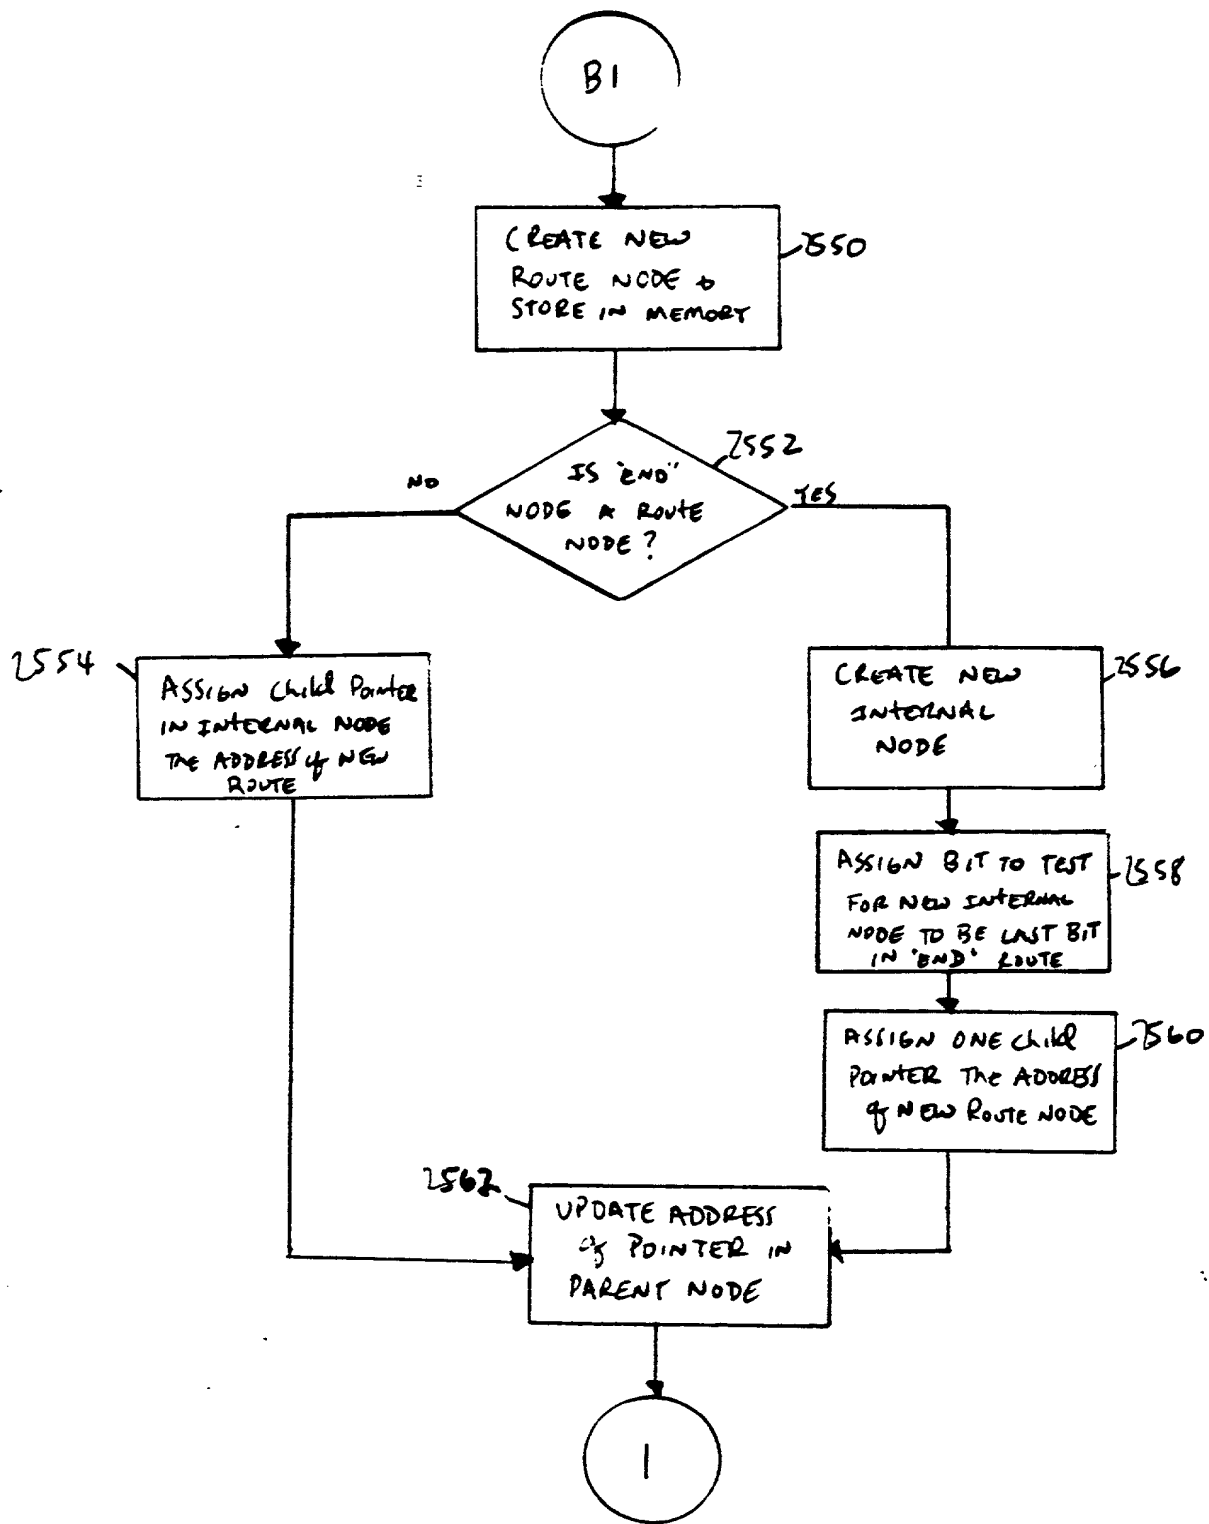 B1
CREATE NEW
ROUTE NODE &
STORE IN MEMORY
2550
2552
IS "END"
NODE A ROUTE
NODE?
NO
YES
2554
ASSIGN Child Pointer
IN INTERNAL NODE
THE ADDRESS of NEW
ROUTE
CREATE NEW
INTERNAL
NODE
2556
ASSIGN BIT TO TEST
FOR NEW INTERNAL
NODE TO BE LAST BIT
IN "END" ROUTE
2558
ASSIGN ONE Child
POINTER The ADDRESS
of NEW ROUTE NODE
2560
2562
UPDATE ADDRESS
of POINTER IN
PARENT NODE
1